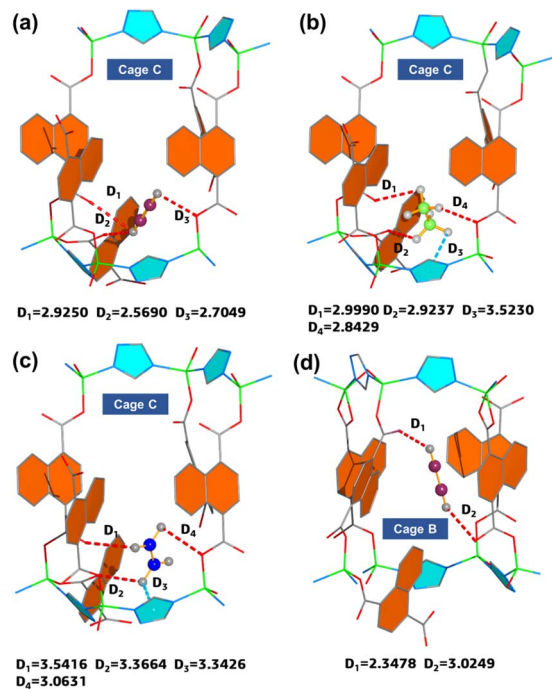 (a)
Cage C
D₁
D₂
D₃
D₁=2.9250 D₂=2.5690 D₃=2.7049
(b)
Cage C
D₁
D₄
D₂
D₃
D₁=2.9990 D₂=2.9237 D₃=3.5230
D₄=2.8429
(c)
Cage C
D₁
D₄
D₂
D₃
D₁=3.5416 D₂=3.3664 D₃=3.3426
D₄=3.0631
(d)
D₁
D₂
Cage B
D₁=2.3478 D₂=3.0249